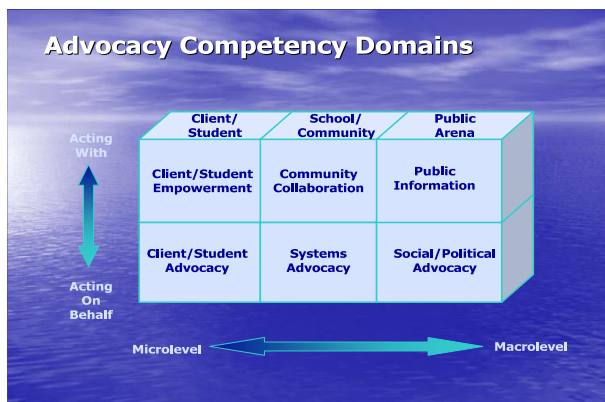 Advocacy Competency Domains
Client/
Student
School/
Community
Public
Arena
Acting
With
Client/Student
Empowerment
Community
Collaboration
Public
Information
Client/Student
Advocacy
Systems
Advocacy
Social/Political
Advocacy
Acting
On
Behalf
Microlevel
Macrolevel